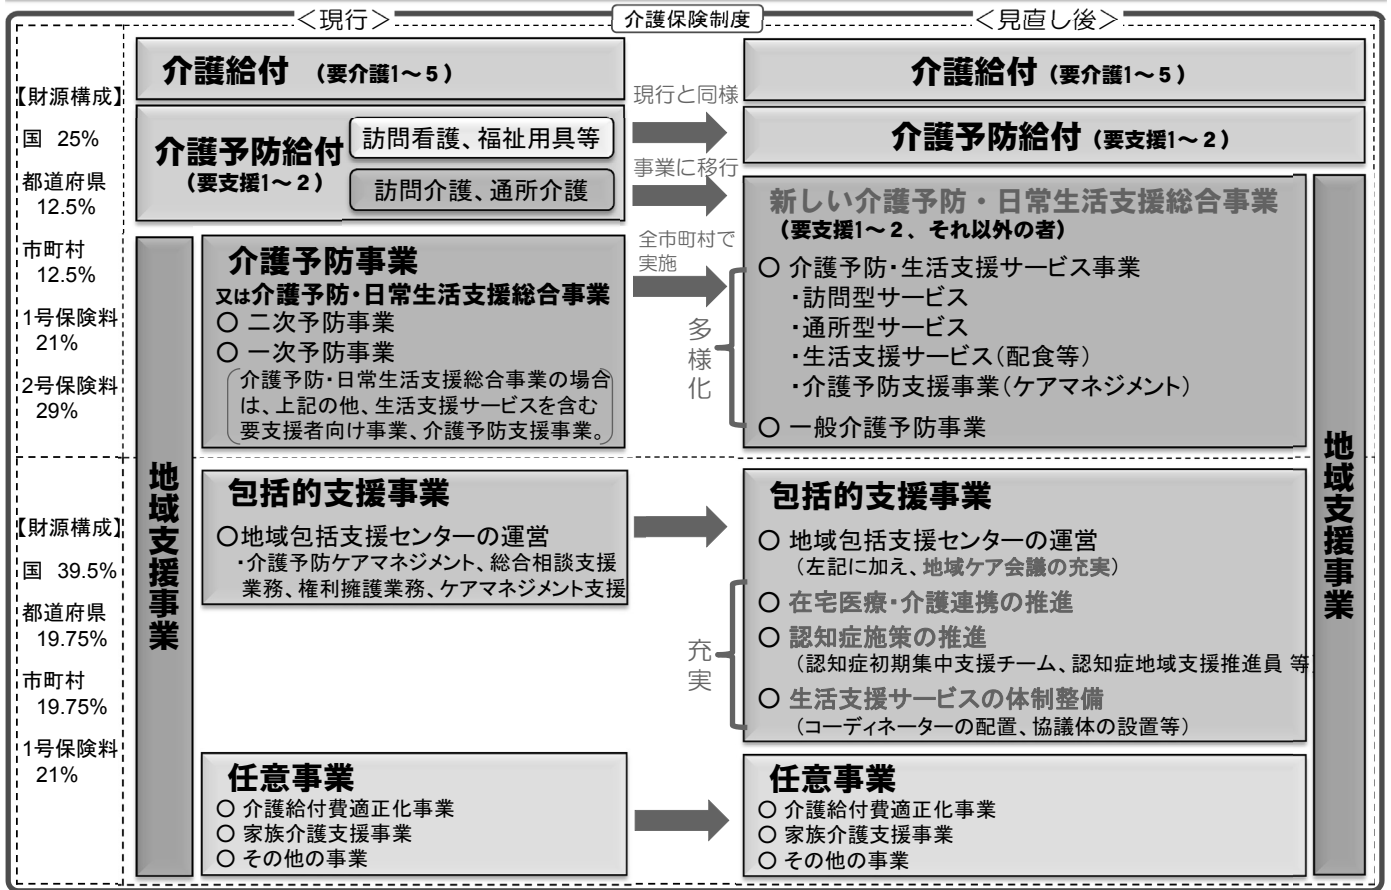 介護保険制度
<現行>
<見直し後>
【財源構成】
国 25%
都道府県
12.5%
市町村
12.5%
1号保険料
21%
2号保険料
29%
【財源構成】
国 39.5%
都道府県
19.75%
市町村
19.75%
1号保険料
21%
介護給付 (要介護1~5)
介護予防給付
(要支援1~2)
訪問看護、福祉用具等
訪問介護、通所介護
地域支援事業
介護予防事業
又は介護予防・日常生活支援総合事業
○ 二次予防事業
○ 一次予防事業
介護予防・日常生活支援総合事業の場合
は、上記の他、生活支援サービスを含む
要支援者向け事業、介護予防支援事業。
包括的支援事業
○地域包括支援センターの運営
・介護予防ケアマネジメント、総合相談支援
業務、権利擁護業務、ケアマネジメント支援
任意事業
○ 介護給付費適正化事業
○ 家族介護支援事業
○ その他の事業
現行と同様
事業に移行
全市町村で
実施
多様化
充実
介護給付 (要介護1~5)
介護予防給付 (要支援1~2)
新しい介護予防・日常生活支援総合事業
(要支援1~2、それ以外の者)
○ 介護予防・生活支援サービス事業
・訪問型サービス
・通所型サービス
・生活支援サービス(配食等)
・介護予防支援事業(ケアマネジメント)
○ 一般介護予防事業
包括的支援事業
○ 地域包括支援センターの運営
(左記に加え、地域ケア会議の充実)
○ 在宅医療・介護連携の推進
○ 認知症施策の推進
(認知症初期集中支援チーム、認知症地域支援推進員 等)
○ 生活支援サービスの体制整備
(コーディネーターの配置、協議体の設置等)
任意事業
○ 介護給付費適正化事業
○ 家族介護支援事業
○ その他の事業
地域支援事業